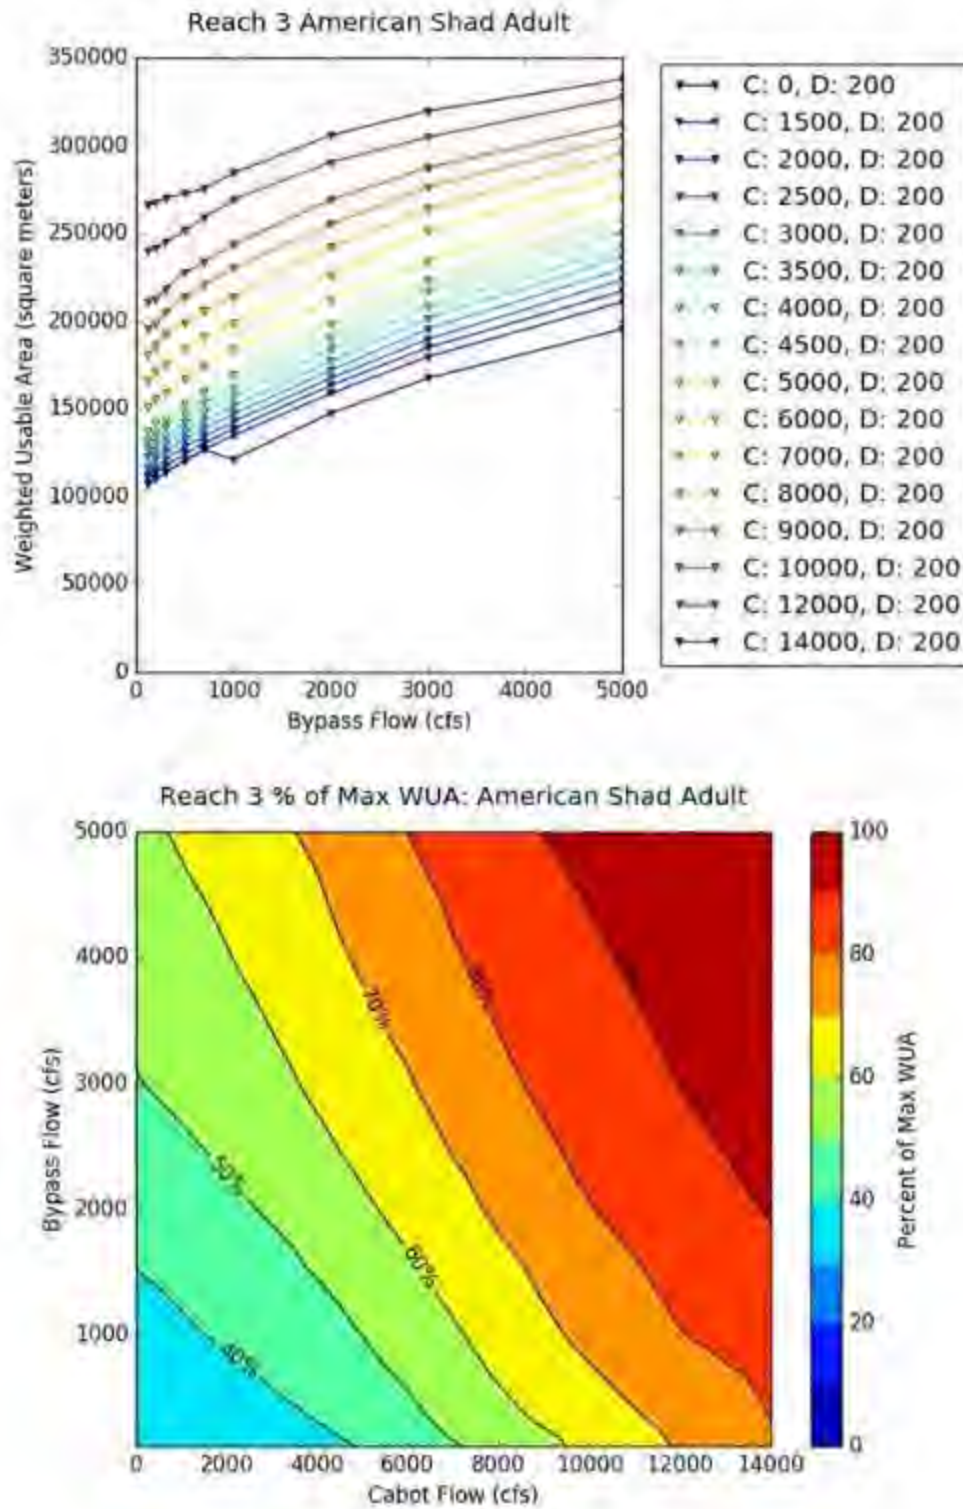 Reach 3 American Shad Adult
350000
300000
250000
200000
150000
100000
50000
0
Weighted Usable Area (square meters)
0 1000 2000 3000 4000 5000
Bypass Flow (cfs)
C: 0, D: 200
C: 1500, D: 200
C: 2000, D: 200
C: 2500, D: 200
C: 3000, D: 200
C: 3500, D: 200
C: 4000, D: 200
C: 4500, D: 200
C: 5000, D: 200
C: 6000, D: 200
C: 7000, D: 200
C: 8000, D: 200
C: 9000, D: 200
C: 10000, D: 200
C: 12000, D: 200
C: 14000, D: 200
Reach 3 % of Max WUA: American Shad Adult
5000
4000
3000
2000
1000
Bypass Flow (cfs)
40%
50%
60%
70%
0 2000 4000 6000 8000 10000 12000 14000
Cabot Flow (cfs)
100
80
60
40
20
0
Percent of Max WUA